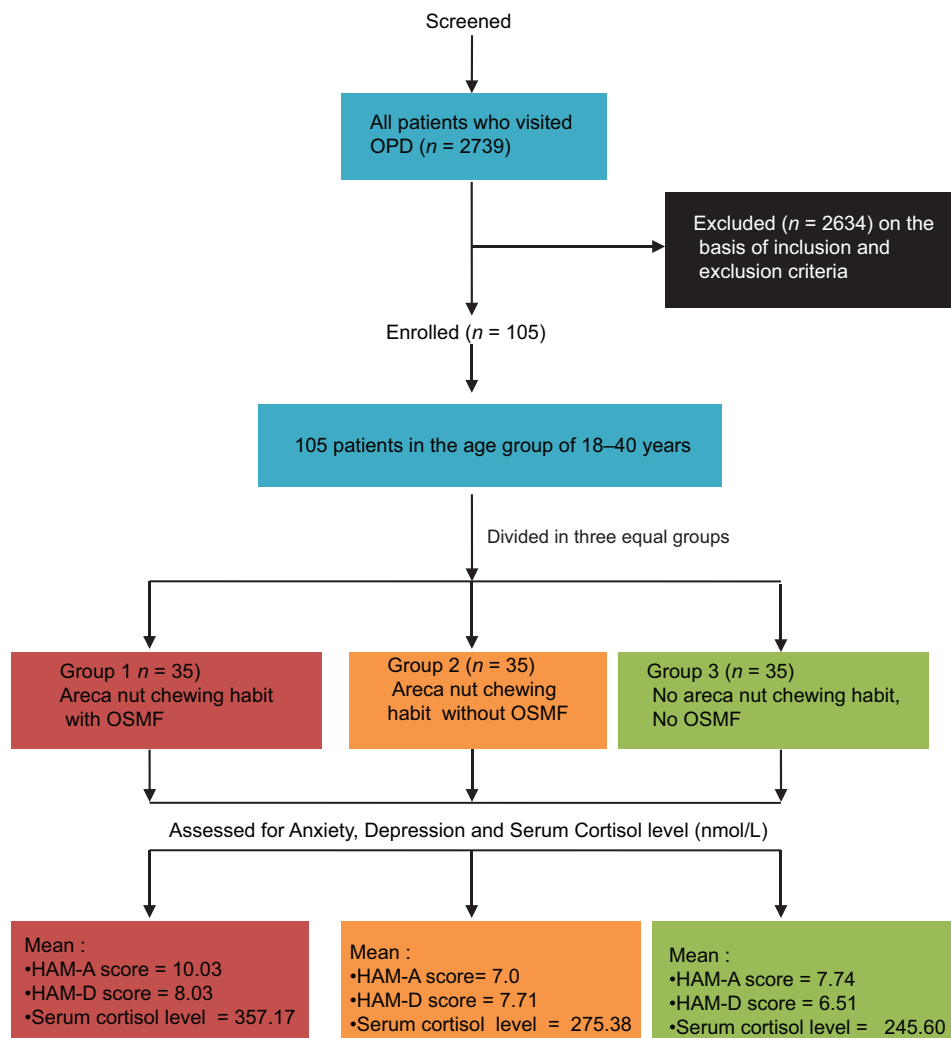 Screened
All patients who visited
OPD (n = 2739)
Excluded (n = 2634) on the
basis of inclusion and
exclusion criteria
Enrolled (n = 105)
105 patients in the age group of 18–40 years
Divided in three equal groups
Group 1 n = 35)
Areca nut chewing habit
with OSMF
Group 2 (n = 35)
Areca nut chewing
habit without OSMF
Group 3 (n = 35)
No areca nut chewing habit,
No OSMF
Assessed for Anxiety, Depression and Serum Cortisol level (nmol/L)
Mean :
•HAM-A score = 10.03
•HAM-D score = 8.03
•Serum cortisol level = 357.17
Mean :
•HAM-A score= 7.0
•HAM-D score = 7.71
•Serum cortisol level = 275.38
Mean :
•HAM-A score = 7.74
•HAM-D score = 6.51
•Serum cortisol level = 245.60